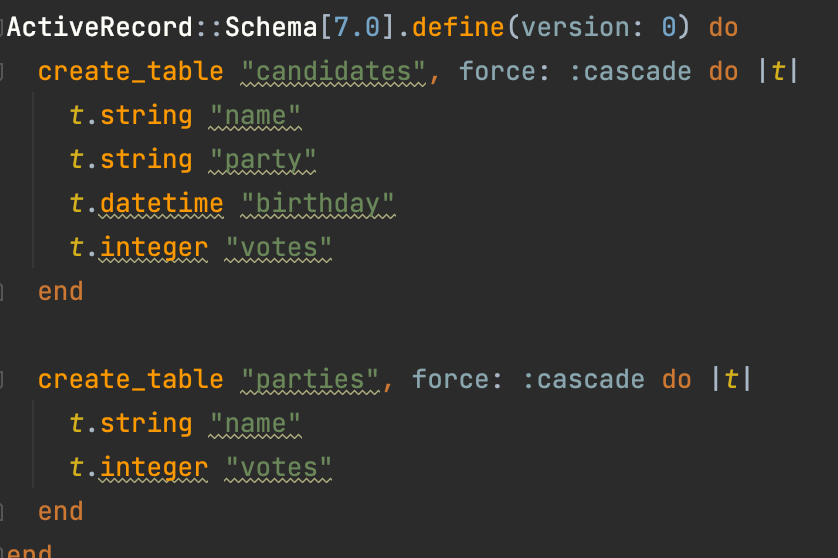 ActiveRecord::Schema[7.0].define(version: 0) do
  create_table "candidates", force: :cascade do |t|
    t.string "name"
    t.string "party"
    t.datetime "birthday"
    t.integer "votes"
  end

  create_table "parties", force: :cascade do |t|
    t.string "name"
    t.integer "votes"
  end
end